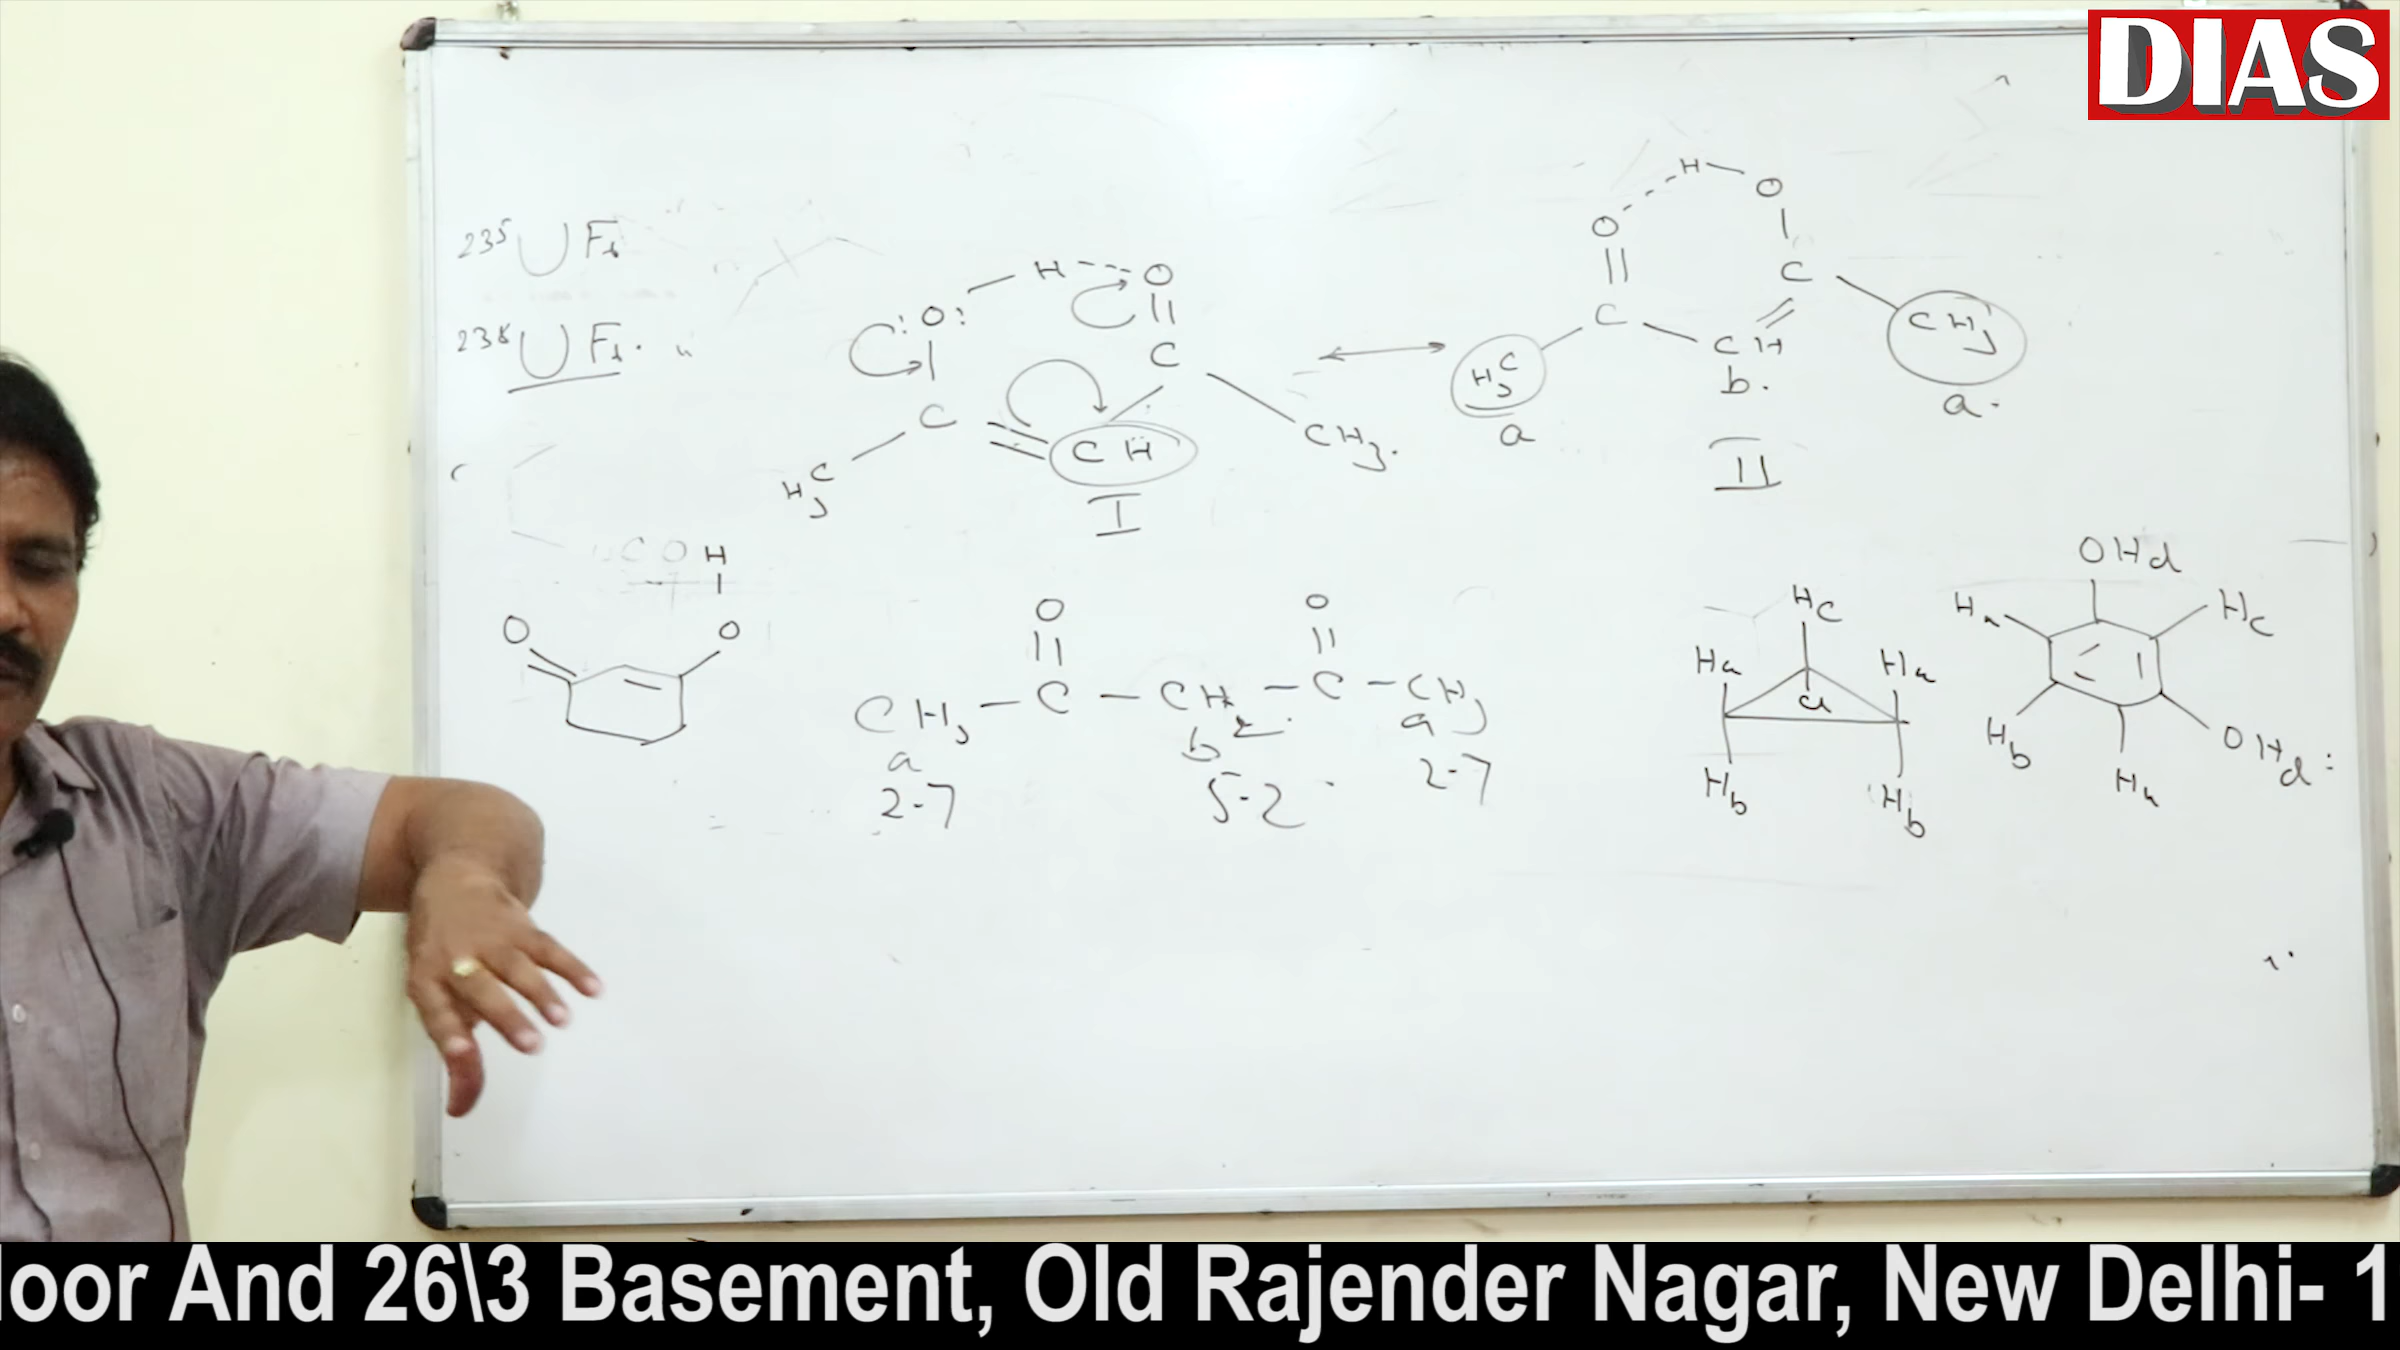 DIAS
235UF6
238UF6.
H O
O
H---O
:O:
C
C
H3C
CH
CH3.
I
O
H—O
C
C
CH3
H3C
CH
b.
a
a.
II
COH
O
O
O
O
CH3—C—CH2—C—CH3
a b a
2-7 5-2 2-7
Hc
Ha Ha
Cl
Hb Hb
OHd
Ha Hc
Hb Ha OHd:
loor And 26\3 Basement, Old Rajender Nagar, New Delhi- 1